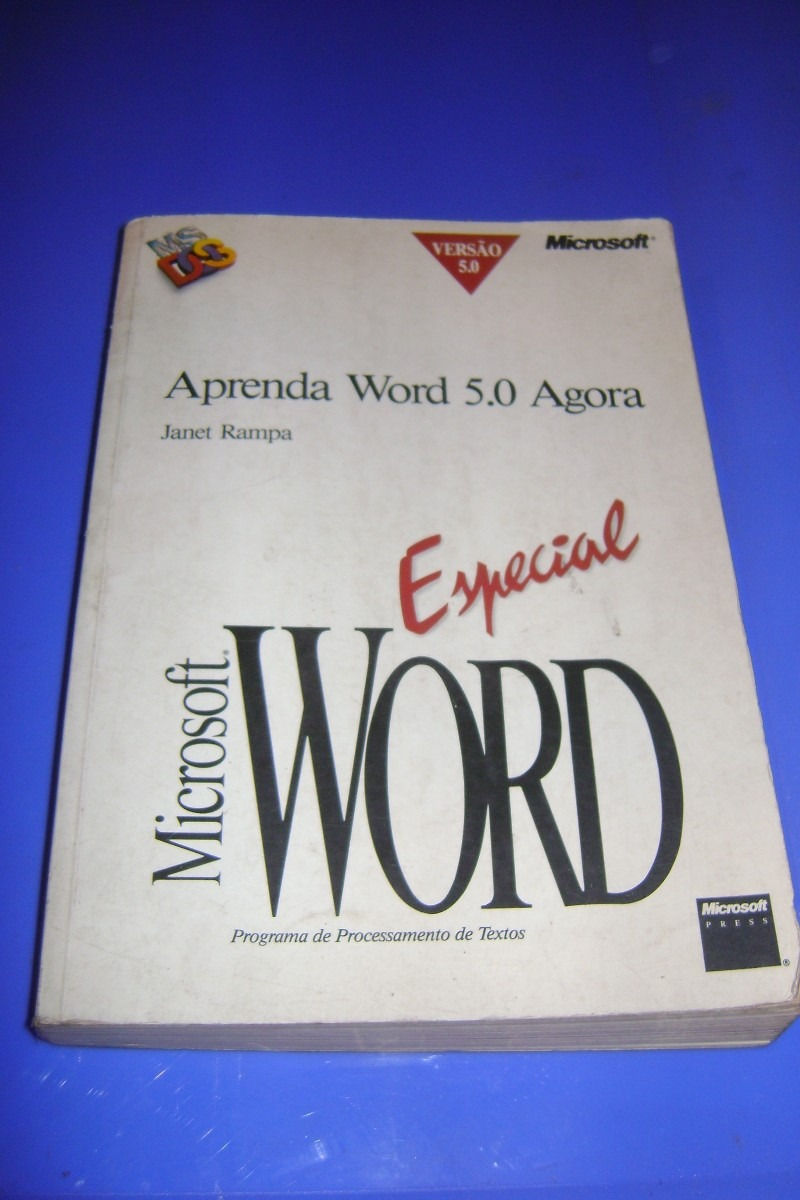 MS
DOS
VERSÃO
5.0
Microsoft®
Aprenda Word 5.0 Agora
Janet Rampa
Especial
Microsoft®
WORD
Programa de Processamento de Textos
Microsoft
PRESS
®